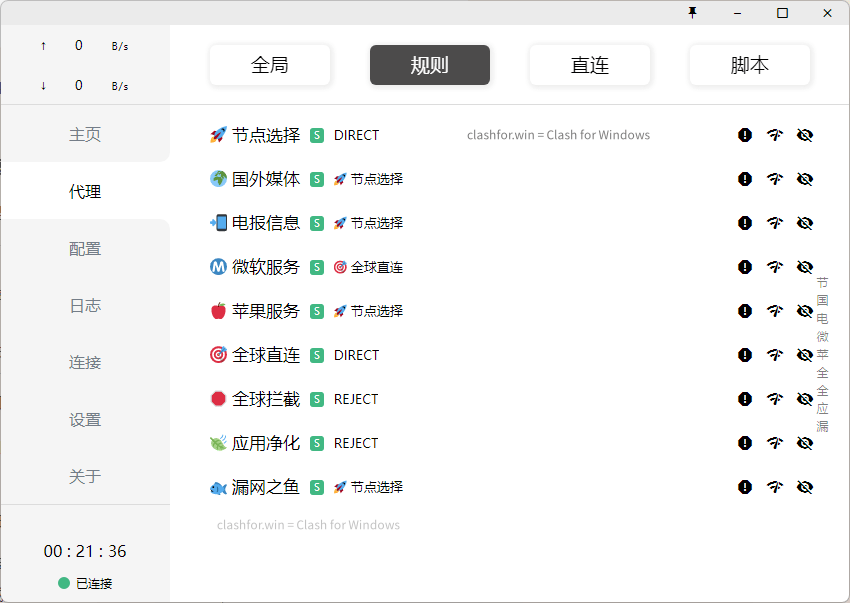 ↑ 0 B/s
↓ 0 B/s
主页
代理
配置
日志
连接
设置
关于
00 : 21 : 36
已连接
全局 规则 直连 脚本
节点选择 S DIRECT clashfor.win = Clash for Windows
国外媒体 S 节点选择
电报信息 S 节点选择
M 微软服务 S 全球直连
苹果服务 S 节点选择
全球直连 S DIRECT
全球拦截 S REJECT
应用净化 S REJECT
漏网之鱼 S 节点选择
clashfor.win = Clash for Windows
节
国
电
微
苹
全
全
应
漏